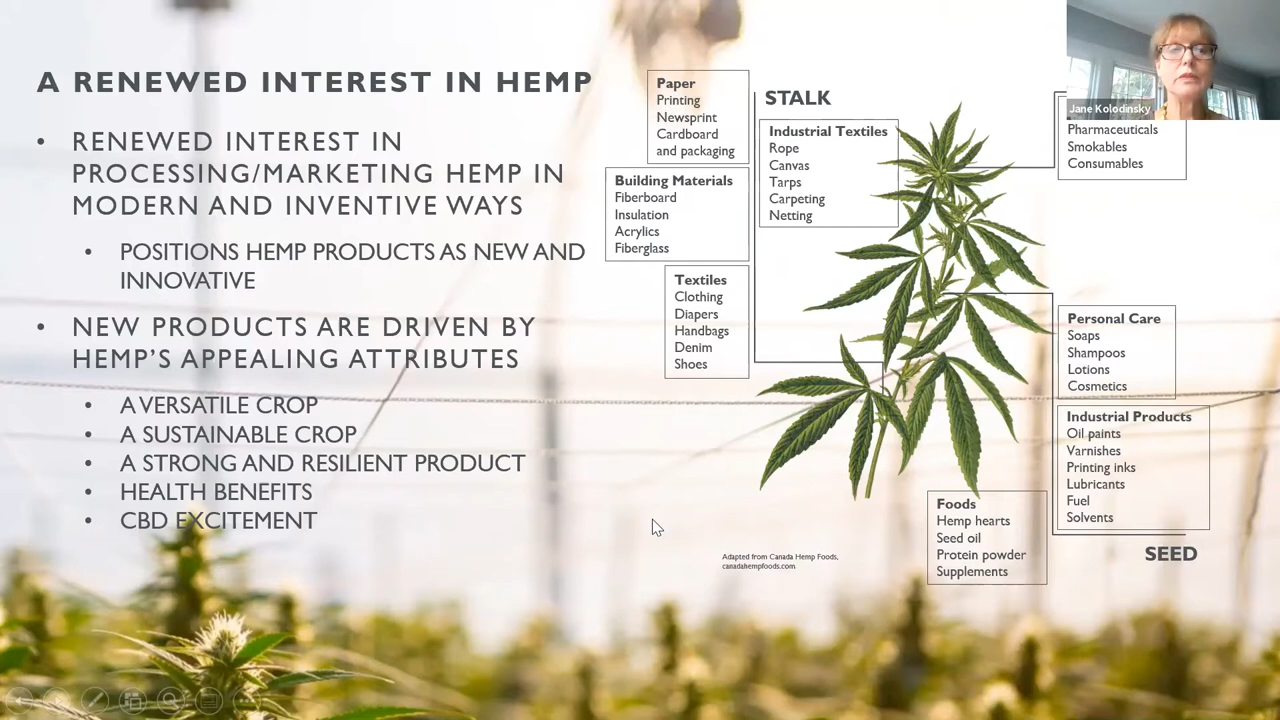 A RENEWED INTEREST IN HEMP
• RENEWED INTEREST IN
PROCESSING/MARKETING HEMP IN
MODERN AND INVENTIVE WAYS
• POSITIONS HEMP PRODUCTS AS NEW AND
INNOVATIVE
• NEW PRODUCTS ARE DRIVEN BY
HEMP'S APPEALING ATTRIBUTES
• A VERSATILE CROP
• A SUSTAINABLE CROP
• A STRONG AND RESILIENT PRODUCT
• HEALTH BENEFITS
• CBD EXCITEMENT
Paper
Printing
Newsprint
Cardboard
and packaging
Building Materials
Fiberboard
Insulation
Acrylics
Fiberglass
Textiles
Clothing
Diapers
Handbags
Denim
Shoes
STALK
Industrial Textiles
Rope
Canvas
Tarps
Carpeting
Netting
Jane Kolodinsky
Pharmaceuticals
Smokables
Consumables
Personal Care
Soaps
Shampoos
Lotions
Cosmetics
Industrial Products
Oil paints
Varnishes
Printing inks
Lubricants
Fuel
Solvents
Foods
Hemp hearts
Seed oil
Protein powder
Supplements
SEED
Adapted from Canada Hemp Foods,
canadahempfoods.com